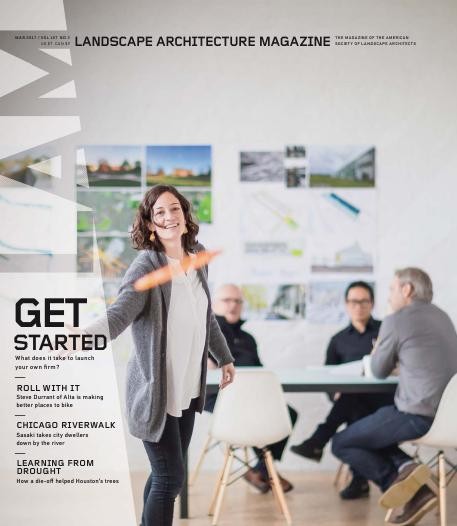 MAR 2017 / VOL 107 NO 3
US $7 CAN $9
LANDSCAPE ARCHITECTURE MAGAZINE
THE MAGAZINE OF THE AMERICAN
SOCIETY OF LANDSCAPE ARCHITECTS
LAM
GET
STARTED
What does it take to launch
your own firm?
ROLL WITH IT
Steve Durrant of Alta is making
better places to bike
CHICAGO RIVERWALK
Sasaki takes city dwellers
down by the river
LEARNING FROM
DROUGHT
How a die-off helped Houston's trees